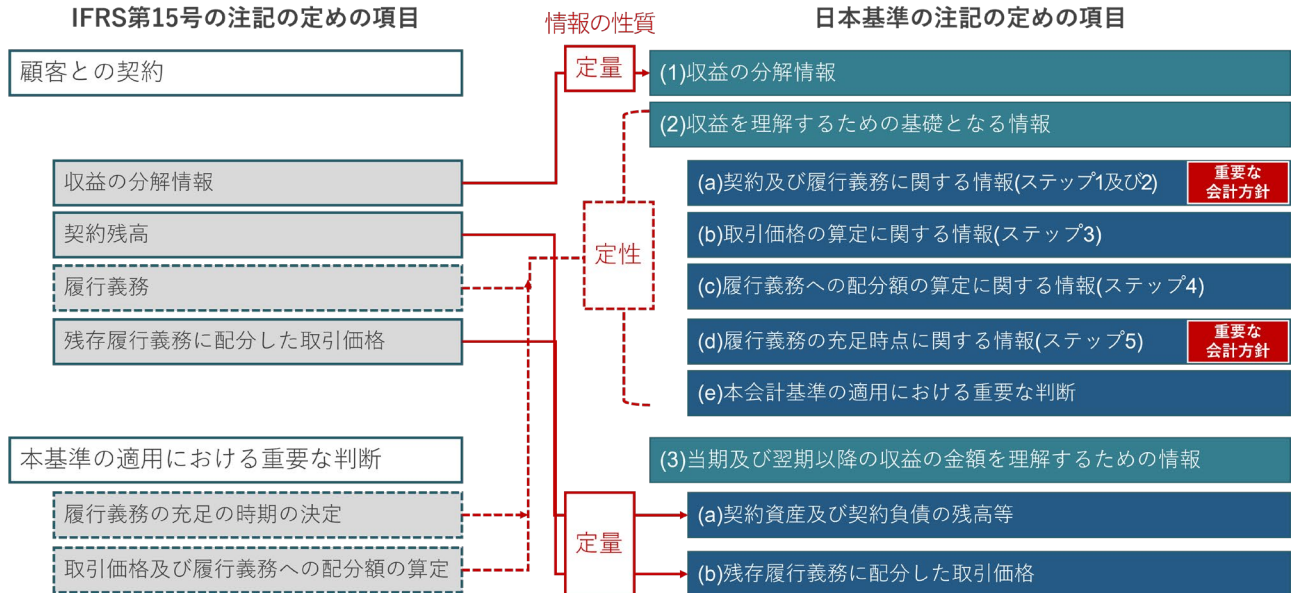 IFRS第15号の注記の定めの項目
情報の性質
日本基準の注記の定めの項目
顧客との契約
収益の分解情報
契約残高
履行義務
残存履行義務に配分した取引価格
本基準の適用における重要な判断
履行義務の充足の時期の決定
取引価格及び履行義務への配分額の算定
定量
定性
定量
(1)収益の分解情報
(2)収益を理解するための基礎となる情報
(a)契約及び履行義務に関する情報(ステップ1及び2)
重要な
会計方針
(b)取引価格の算定に関する情報(ステップ3)
(c)履行義務への配分額の算定に関する情報(ステップ4)
(d)履行義務の充足時点に関する情報(ステップ5)
重要な
会計方針
(e)本会計基準の適用における重要な判断
(3)当期及び翌期以降の収益の金額を理解するための情報
(a)契約資産及び契約負債の残高等
(b)残存履行義務に配分した取引価格